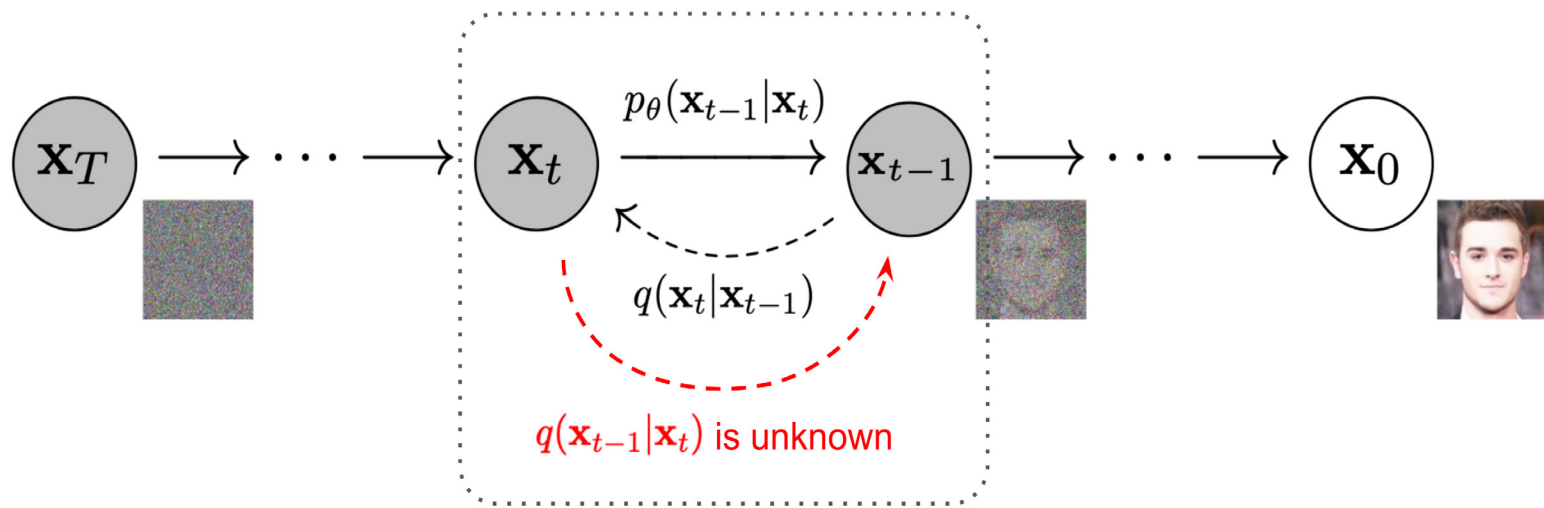 p_θ(x_{t−1}|x_t)
x_T → ⋯ → x_t → x_{t−1} → ⋯ → x_0
q(x_t|x_{t−1})
q(x_{t−1}|x_t) is unknown